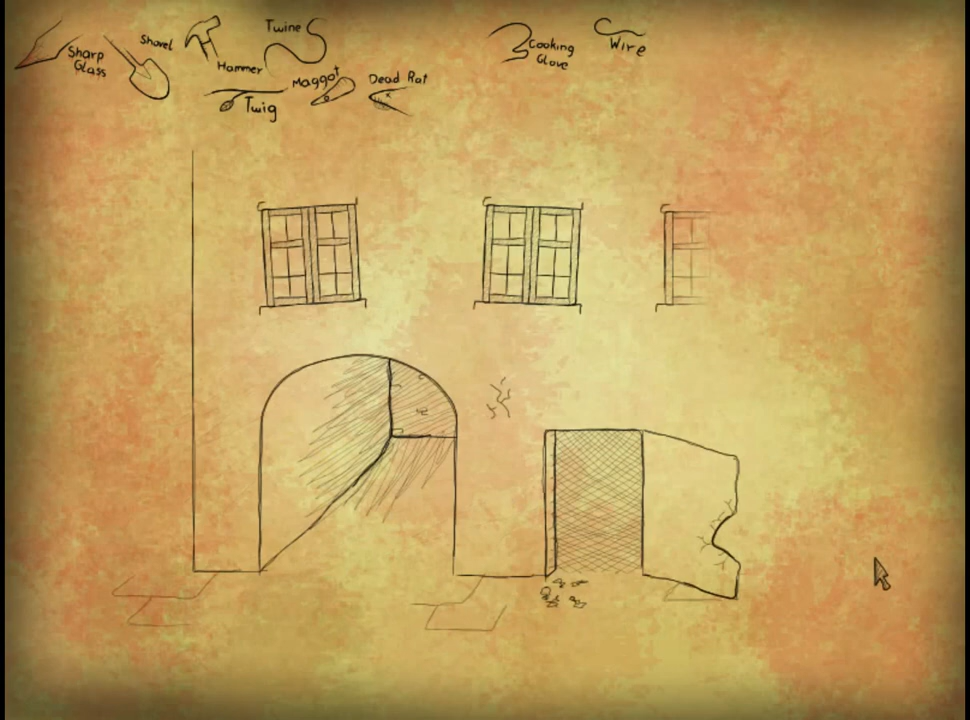 Sharp
Glass
Shovel
Hammer
Twine
Twig
Maggot
Dead Rat
Cooking
Glove
Wire